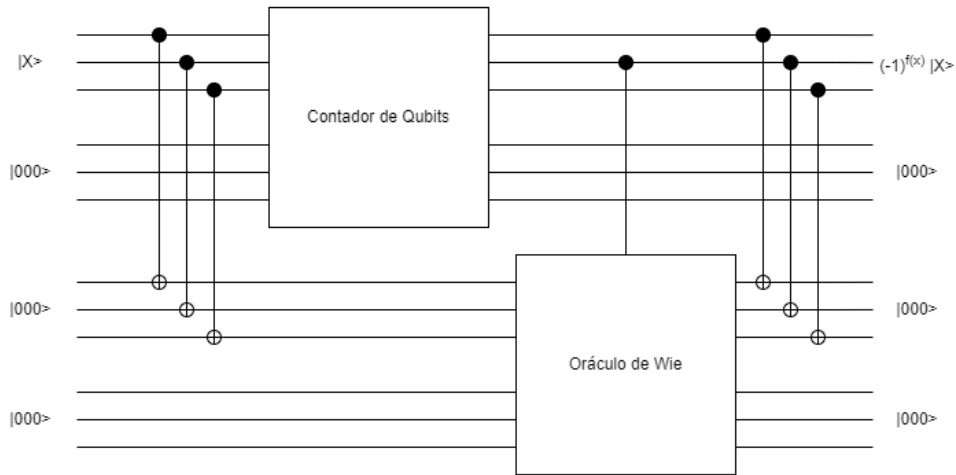 |X>
(-1)^f(x) |X>
Contador de Qubits
|000>
|000>
|000>
|000>
Oráculo de Wie
|000>
|000>